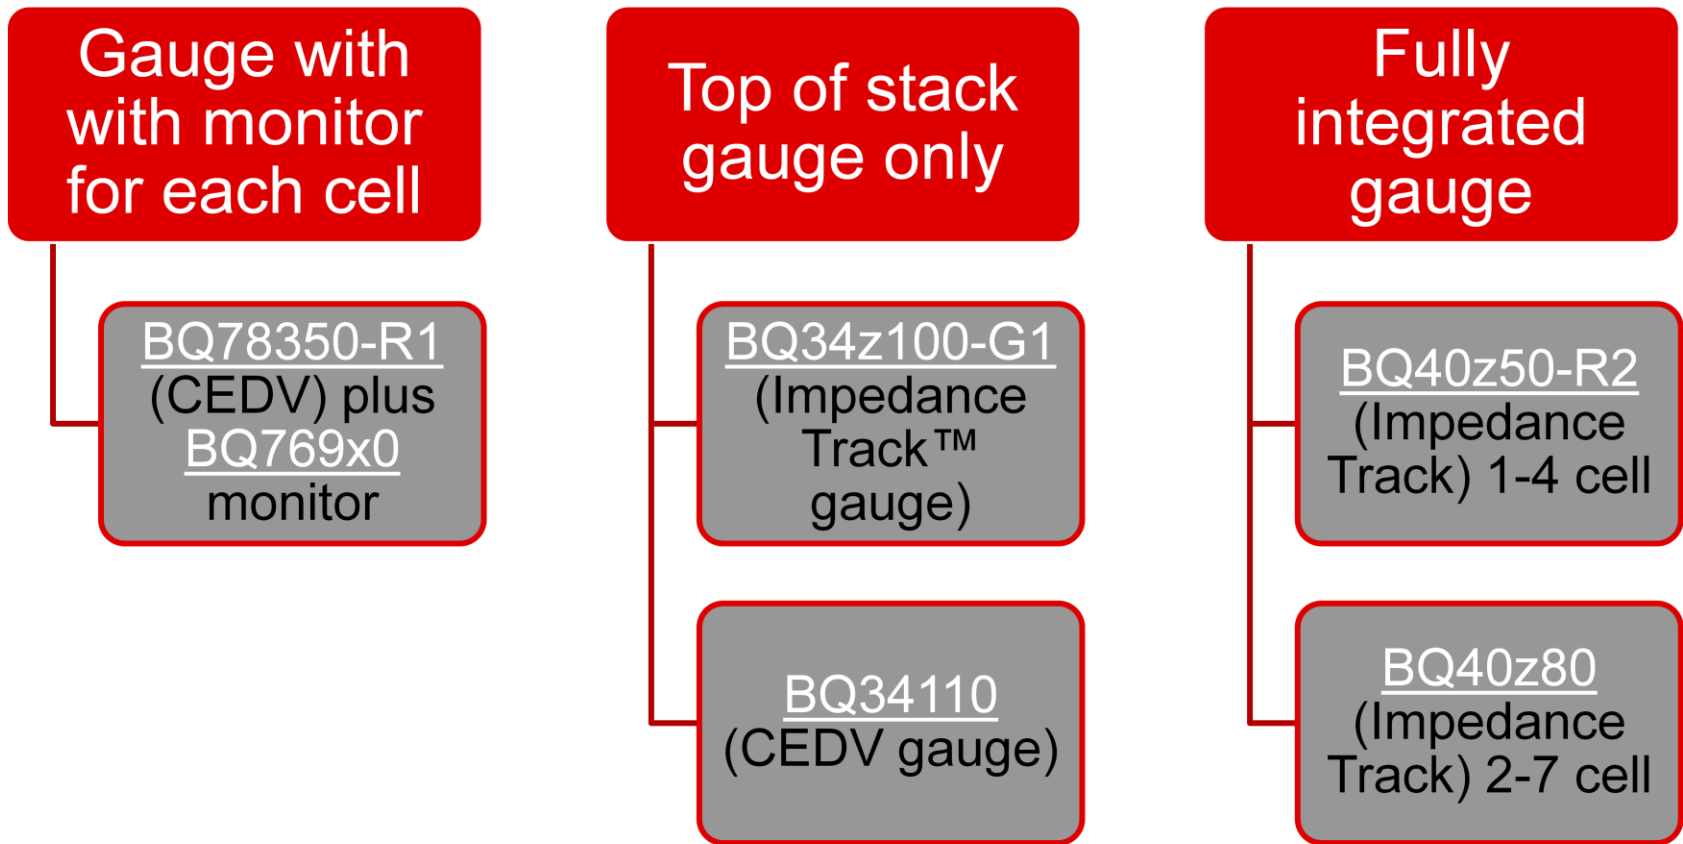 Gauge with
with monitor
for each cell
BQ78350-R1
(CEDV) plus
BQ769x0
monitor
Top of stack
gauge only
BQ34z100-G1
(Impedance
Track™
gauge)
BQ34110
(CEDV gauge)
Fully
integrated
gauge
BQ40z50-R2
(Impedance
Track) 1-4 cell
BQ40z80
(Impedance
Track) 2-7 cell